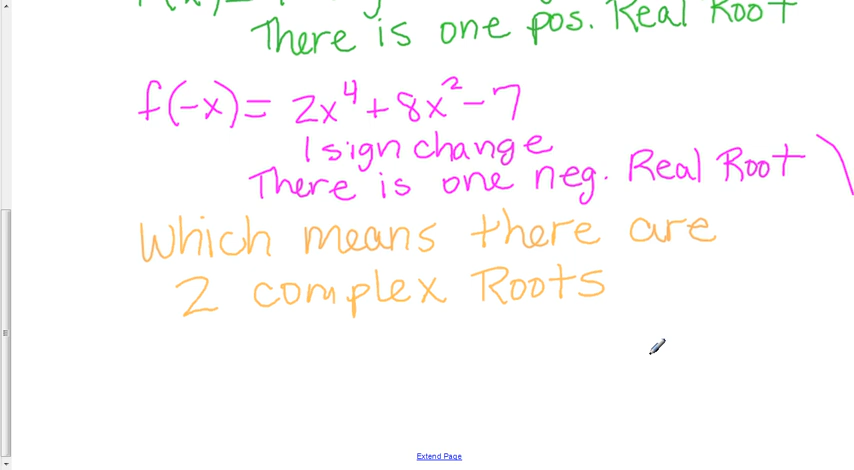 There is one pos. Real Root
f(-x) = 2x⁴ + 8x² - 7
1 sign change
There is one neg. Real Root
Which means there are
2 complex Roots
Extend Page